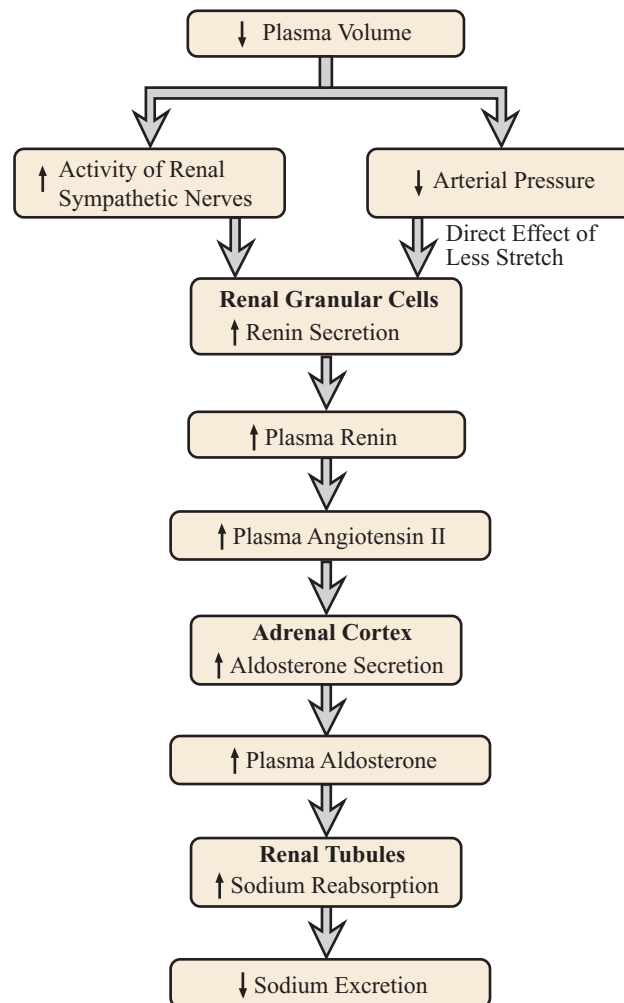 ↓ Plasma Volume
↑ Activity of Renal
Sympathetic Nerves
↓ Arterial Pressure
Direct Effect of
Less Stretch
Renal Granular Cells
↑ Renin Secretion
↑ Plasma Renin
↑ Plasma Angiotensin II
Adrenal Cortex
↑ Aldosterone Secretion
↑ Plasma Aldosterone
Renal Tubules
↑ Sodium Reabsorption
↓ Sodium Excretion